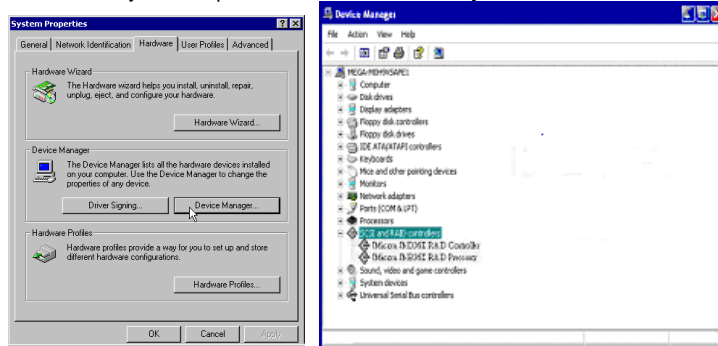 System Properties
General
Network Identification
Hardware
User Profiles
Advanced
Hardware Wizard
The Hardware wizard helps you install, uninstall, repair,
unplug, eject, and configure your hardware.
Hardware Wizard...
Device Manager
The Device Manager lists all the hardware devices installed
on your computer. Use the Device Manager to change the
properties of any device.
Driver Signing...
Device Manager...
Hardware Profiles
Hardware profiles provide a way for you to set up and store
different hardware configurations.
Hardware Profiles...
OK
Cancel
Apply
Device Manager
File Action View Help
Computer
Disk drives
Display adapters
Floppy disk controllers
Floppy disk drives
IDE ATA/ATAPI controllers
Keyboards
Mice and other pointing devices
Monitors
Network adapters
Ports (COM & LPT)
Processors
SCSI and RAID controllers
Sound, video and game controllers
System devices
Universal Serial Bus controllers